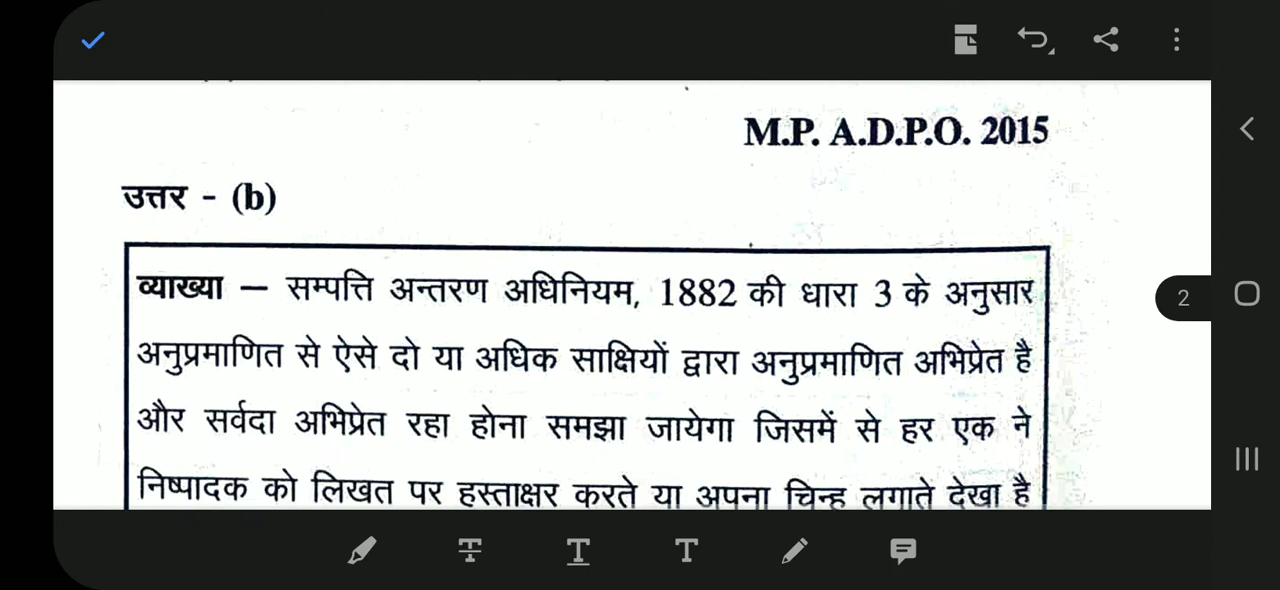 M.P. A.D.P.O. 2015
उत्तर - (b)
व्याख्या — सम्पत्ति अन्तरण अधिनियम, 1882 की धारा 3 के अनुसार
अनुप्रमाणित से ऐसे दो या अधिक साक्षियों द्वारा अनुप्रमाणित अभिप्रेत है
और सर्वदा अभिप्रेत रहा होना समझा जायेगा जिसमें से हर एक ने
निष्पादक को लिखत पर हस्ताक्षर करते या अपना चिन्ह लगाते देखा है
2